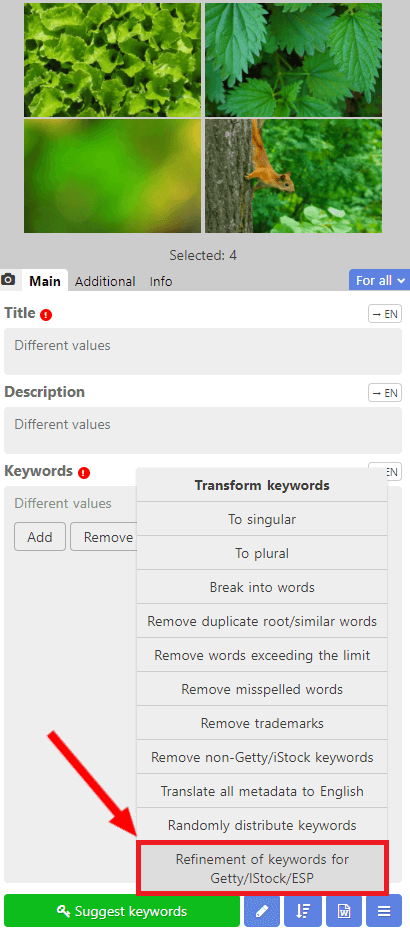 Selected: 4
Main Additional Info For all
Title ! → EN
Different values
Description → EN
Different values
Keywords ! EN
Different values
Add Remove
Transform keywords
To singular
To plural
Break into words
Remove duplicate root/similar words
Remove words exceeding the limit
Remove misspelled words
Remove trademarks
Remove non-Getty/iStock keywords
Translate all metadata to English
Randomly distribute keywords
Refinement of keywords for
Getty/IStock/ESP
Suggest keywords W